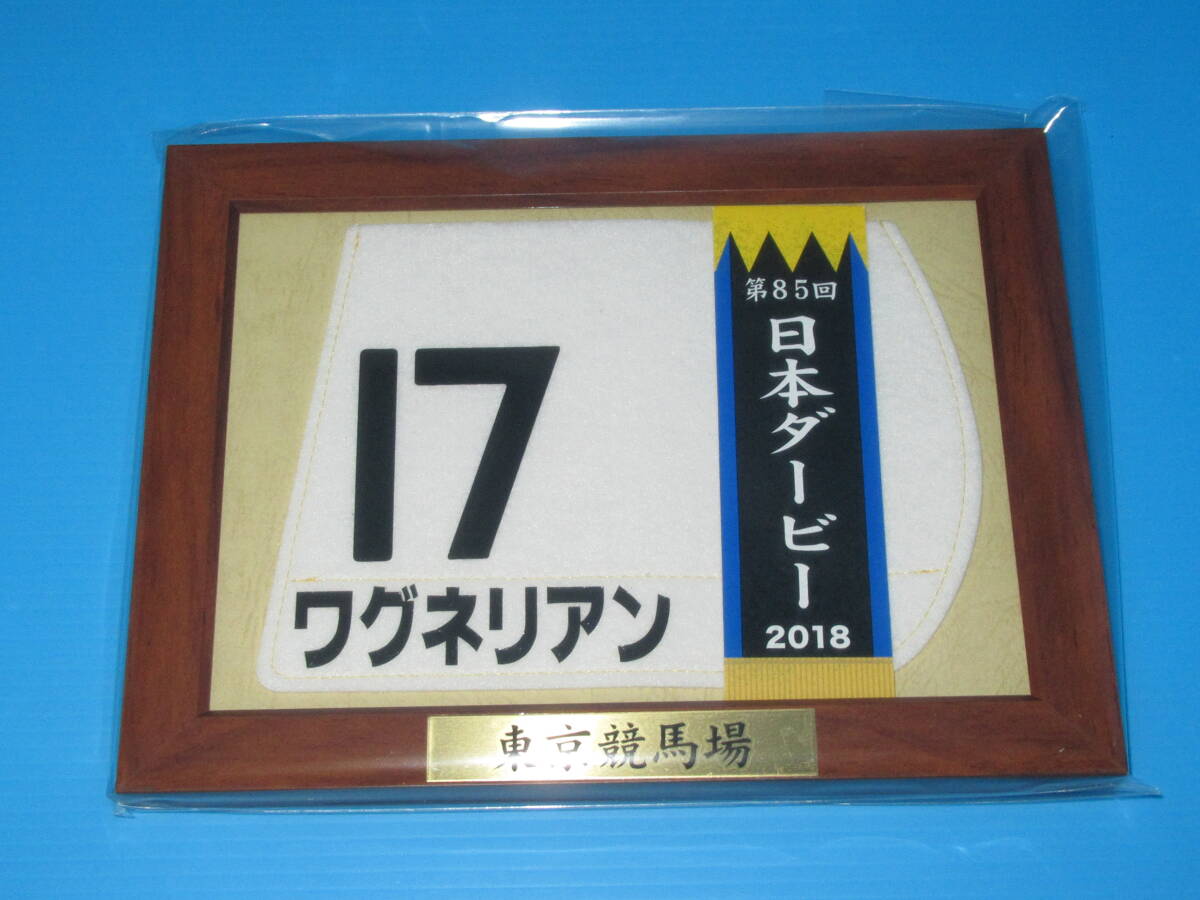 17
ワグネリアン
第85回
日本ダービー
2018
東京競馬場